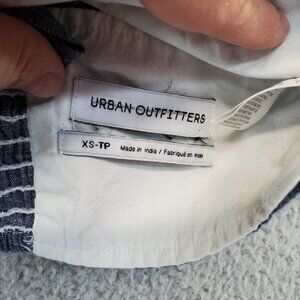 URBAN OUTFITTERS
XS-TP Made in India / Fabriqué en Inde